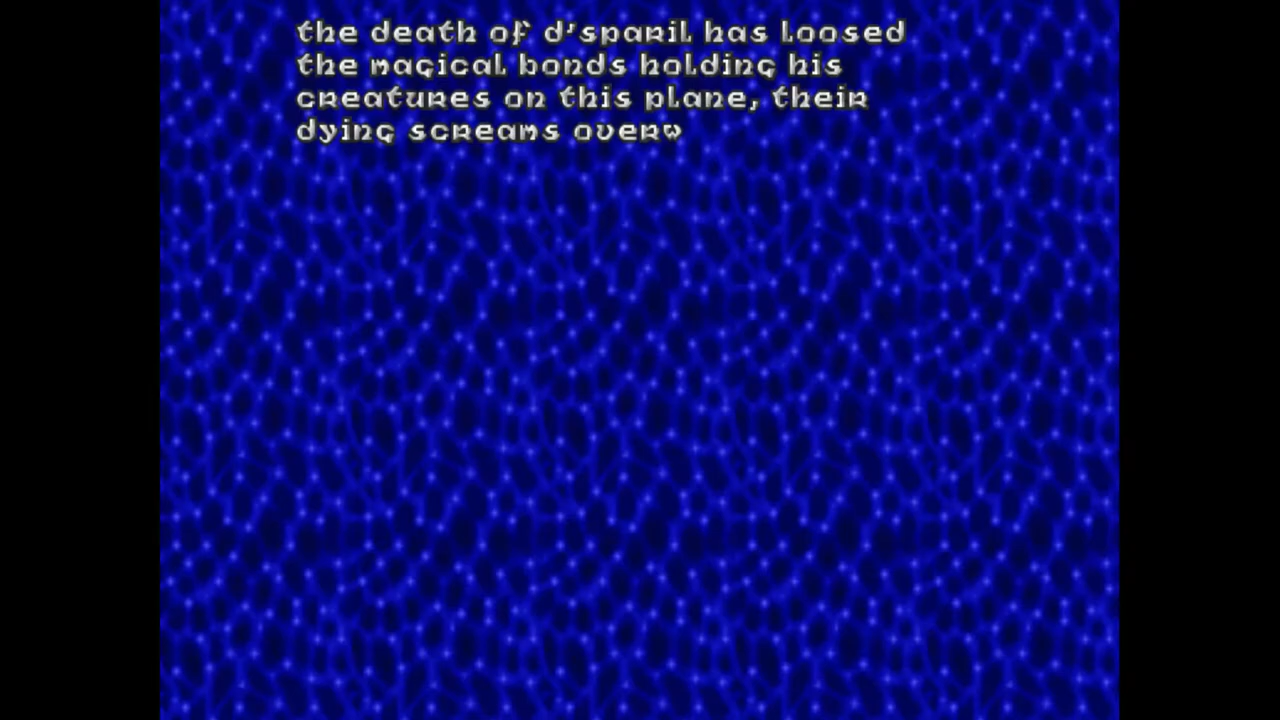 the death of d'sparil has loosed
the magical bonds holding his
creatures on this plane, their
dying screams overw